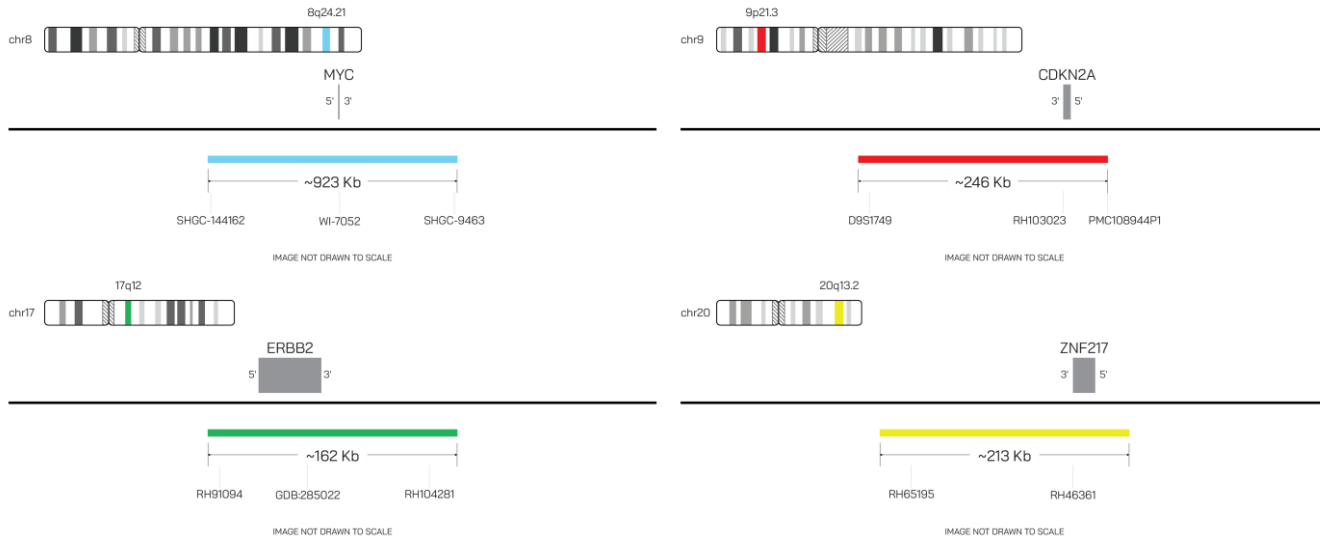 8q24.21
chr8
MYC
5' 3'
~923 Kb
SHGC-144162 WI-7052 SHGC-9463
IMAGE NOT DRAWN TO SCALE
9p21.3
chr9
CDKN2A
3' 5'
~246 Kb
D9S1749 RH103023 PMC108944P1
IMAGE NOT DRAWN TO SCALE
17q12
chr17
ERBB2
5' 3'
~162 Kb
RH91094 GDB:285022 RH104281
IMAGE NOT DRAWN TO SCALE
20q13.2
chr20
ZNF217
3' 5'
~213 Kb
RH65195 RH46361
IMAGE NOT DRAWN TO SCALE